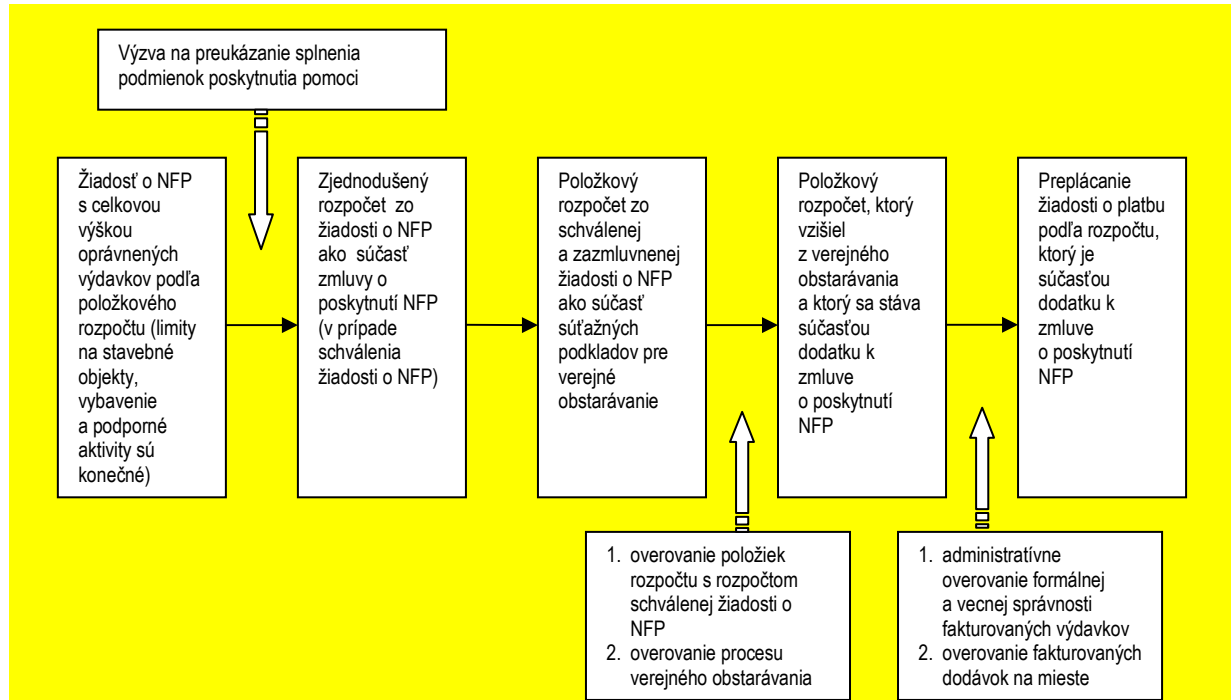 Výzva na preukázanie splnenia
podmienok poskytnutia pomoci
Žiadosť o NFP
s celkovou
výškou
oprávnených
výdavkov podľa
položkového
rozpočtu (limity
na stavebné
objekty,
vybavenie
a podporné
aktivity sú
konečné)
Zjednodušený
rozpočet zo
žiadosti o NFP
ako súčasť
zmluvy o
poskytnutí NFP
(v prípade
schválenia
žiadosti o NFP)
Položkový
rozpočet zo
schválenej
a zazmluvnenej
žiadosti o NFP
ako súčasť
súťažných
podkladov pre
verejné
obstarávanie
Položkový
rozpočet, ktorý
vzišiel
z verejného
obstarávania
a ktorý sa stáva
súčasťou
dodatku k
zmluve
o poskytnutí
NFP
Preplácanie
žiadosti o platbu
podľa rozpočtu,
ktorý je
súčasťou
dodatku k
zmluve
o poskytnutí
NFP
1. overovanie položiek
rozpočtu s rozpočtom
schválenej žiadosti o
NFP
2. overovanie procesu
verejného obstarávania
1. administratívne
overovanie formálnej
a vecnej správnosti
fakturovaných výdavkov
2. overovanie fakturovaných
dodávok na mieste